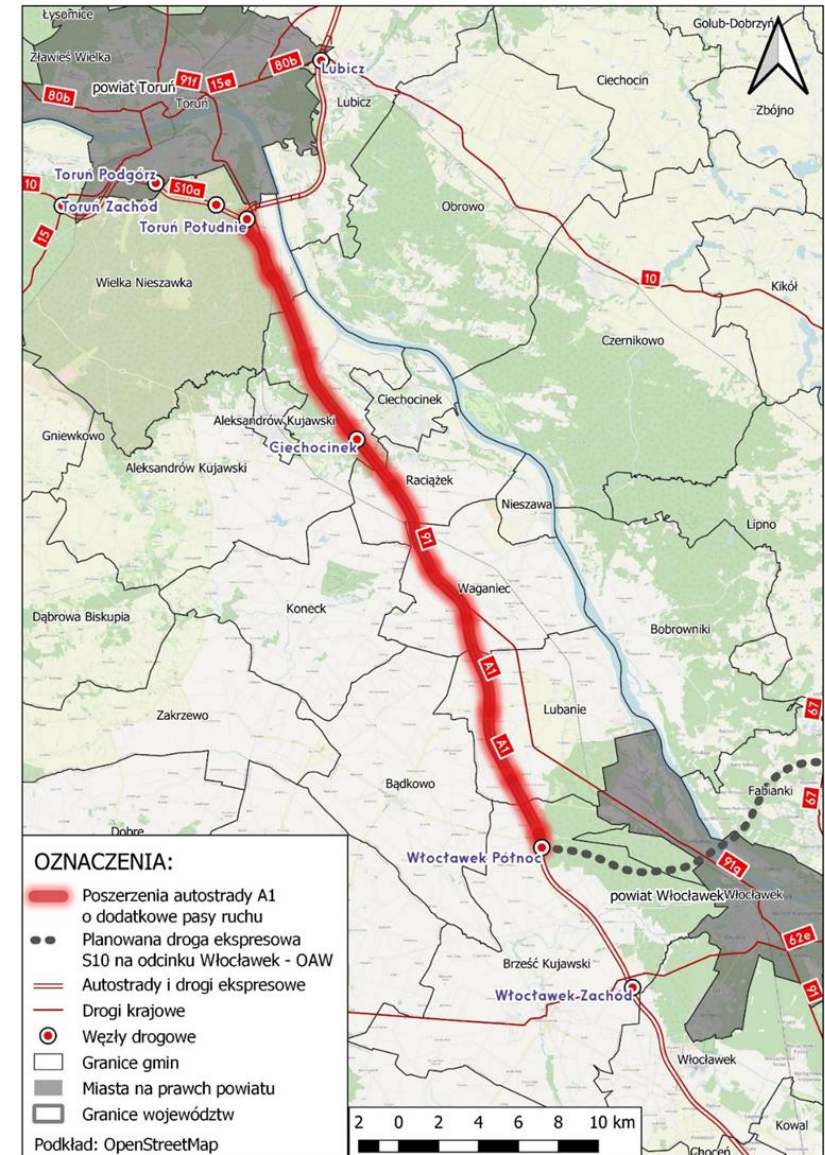 Łysomice
Golub-Dobrzyń
Zławieś Wielka
80b
Lubicz
powiat Toruń
91f
15e
Toruń
80b
Lubicz
Ciechocin
Zbójno
Toruń Podgórz
10
S10a
Toruń Zachód
Toruń Południe
15
Obrowo
Wielka Nieszawka
10
Kikół
Czernikowo
Ciechocinek
Aleksandrów Kujawski
Gniewkowo
Ciechocinek
Aleksandrów Kujawski
Raciążek
Nieszawa
Lipno
91
Waganiec
Koneck
Dąbrowa Biskupia
Bobrowniki
A1
Lubanie
67
Zakrzewo
A1
Bądkowo
Fabianki
67
Dobre
Włocławek Północ
91g
powiat Włocławek
Włocławek
62e
Brześć Kujawski
Włocławek Zachód
91
Włocławek
Kowal
Choceń
OZNACZENIA:
Poszerzenia autostrady A1
o dodatkowe pasy ruchu
Planowana droga ekspresowa
S10 na odcinku Włocławek - OAW
Autostrady i drogi ekspresowe
Drogi krajowe
Węzły drogowe
Granice gmin
Miasta na prawch powiatu
Granice województw
Podkład: OpenStreetMap
2 0 2 4 6 8 10 km